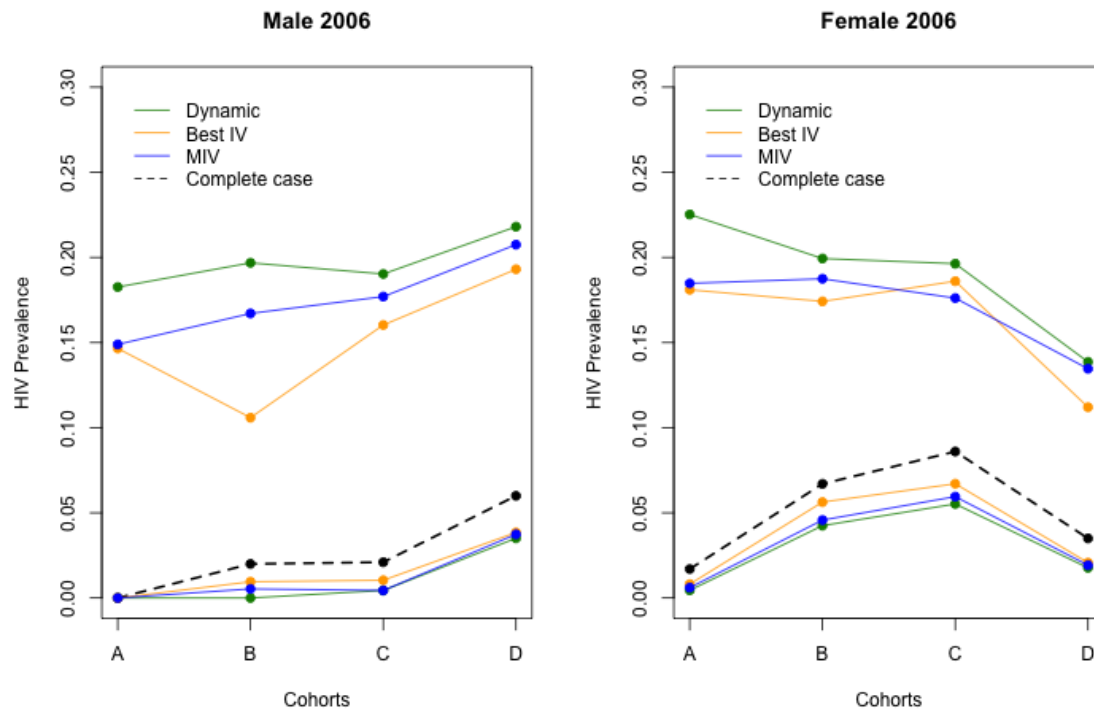 Male 2006
HIV Prevalence
0.30
0.25
0.20
0.15
0.10
0.05
0.00
Dynamic
Best IV
MIV
Complete case
A B C D
Cohorts
Female 2006
HIV Prevalence
0.30
0.25
0.20
0.15
0.10
0.05
0.00
Dynamic
Best IV
MIV
Complete case
A B C D
Cohorts